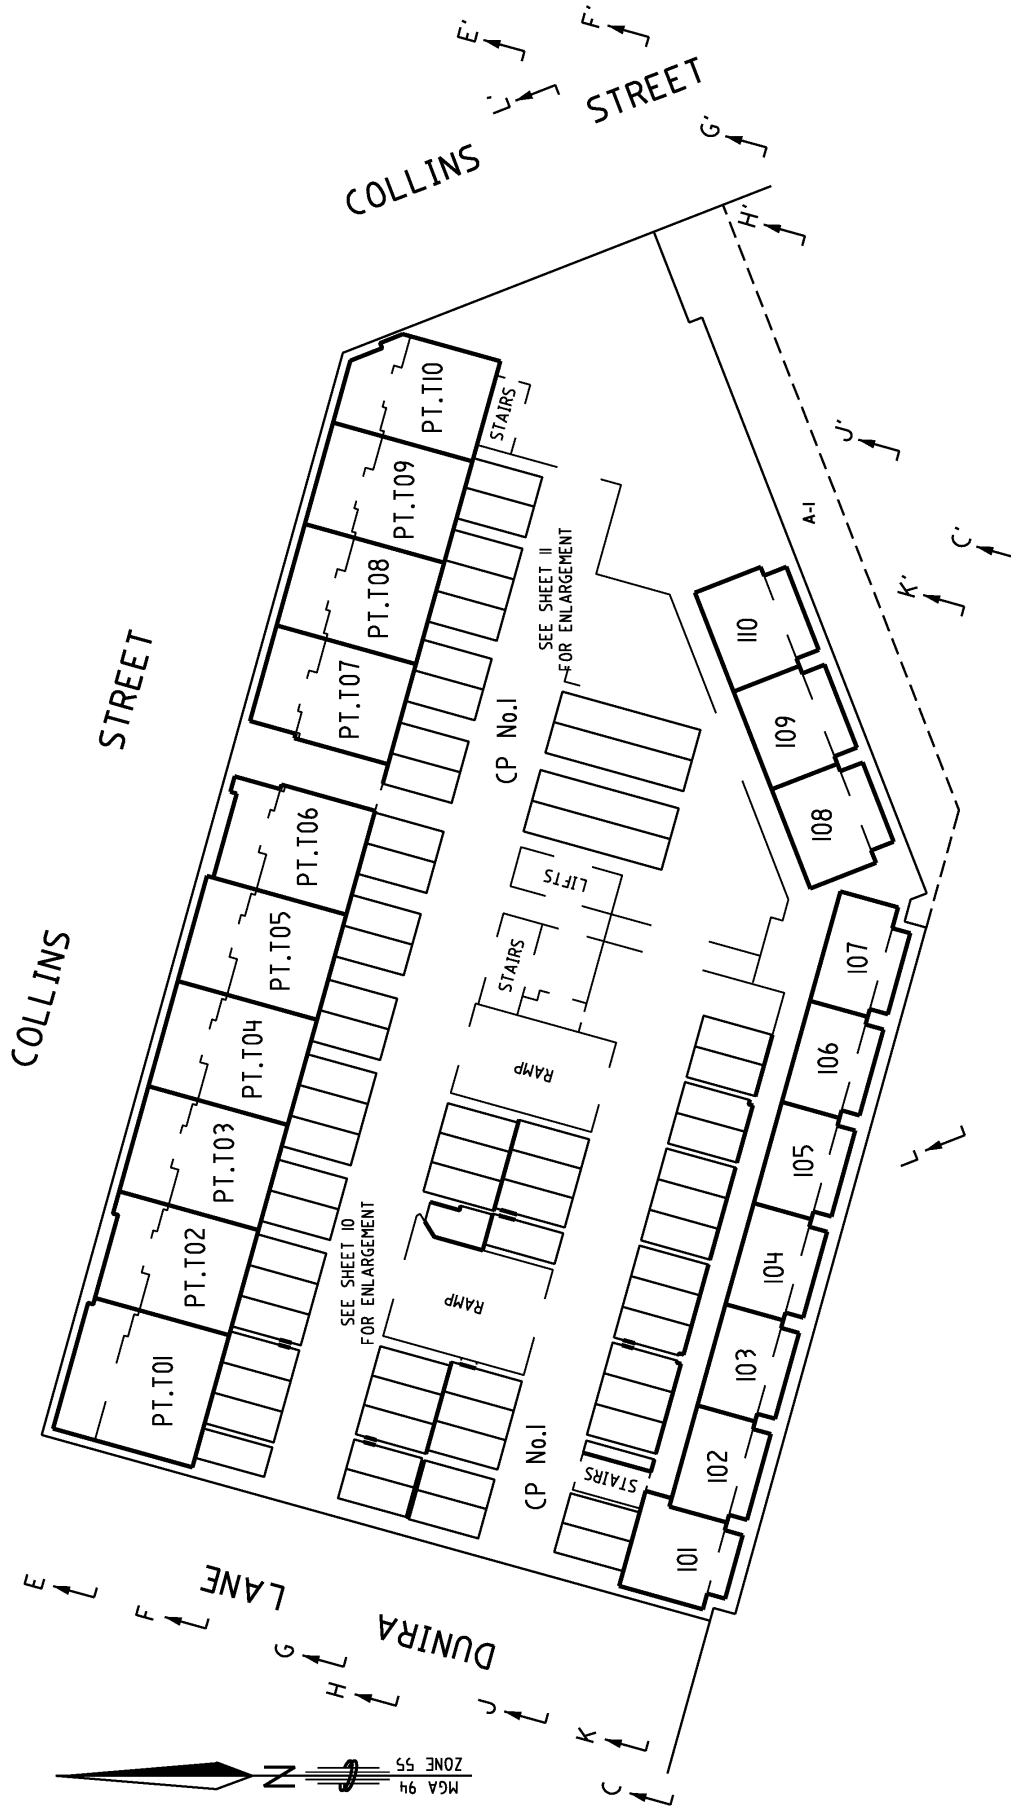 E'
F'
L'
COLLINS STREET
G'
H'
PT.T10
STAIRS
PT.T09
J'
A-1
C'
K'
SEE SHEET 11
FOR ENLARGEMENT
PT.T08
110
COLLINS STREET
PT.T07
CP No.1
109
PT.T06
108
LIFTS
PT.T05
STAIRS
107
PT.T04
RAMP
106
PT.T03
105
L
PT.T02
SEE SHEET 10
FOR ENLARGEMENT
RAMP
104
PT.T01
103
CP No.1
102
STAIRS
101
DUNIRA LANE
E
F
G
H
J
K
C
N
MGA 94
ZONE 55